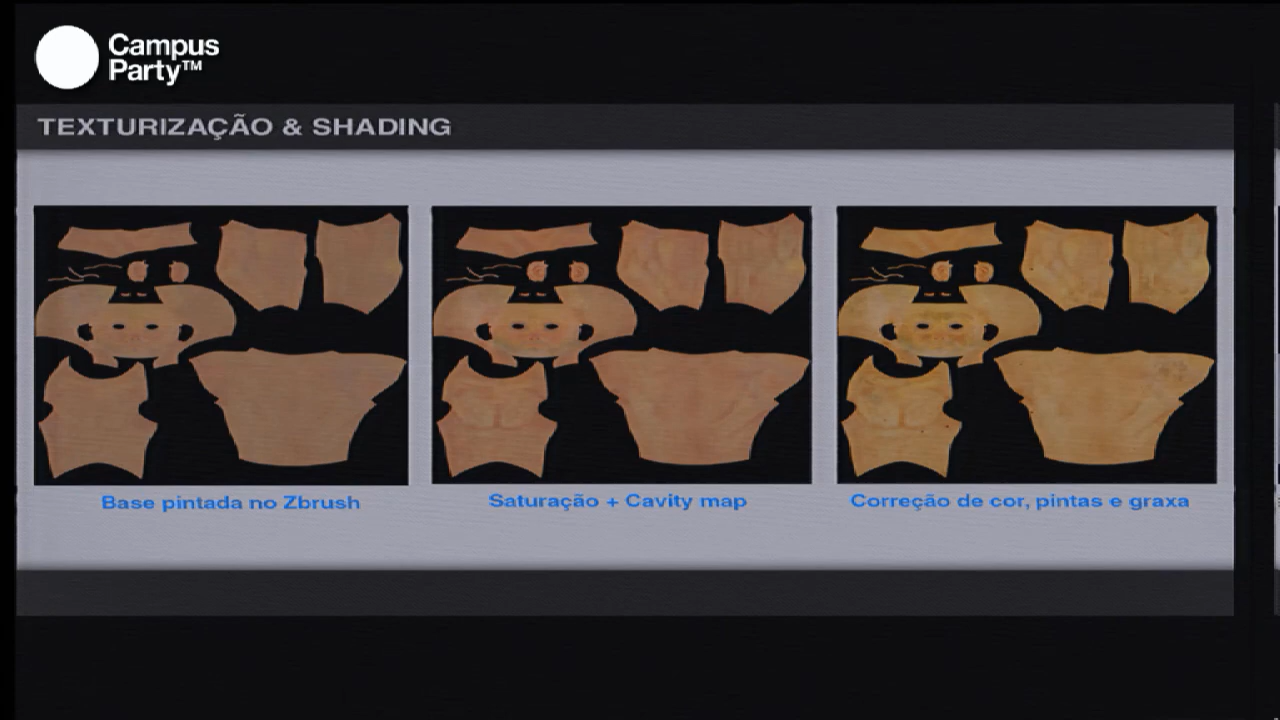 Campus
Party™
TEXTURIZAÇÃO & SHADING
Base pintada no Zbrush
Saturação + Cavity map
Correção de cor, pintas e graxa